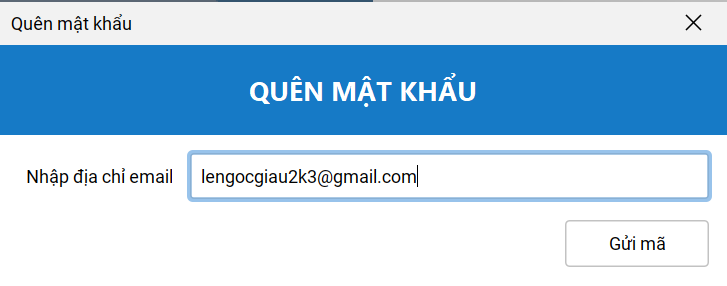 Quên mật khẩu
QUÊN MẬT KHẨU
Nhập địa chỉ email lengocgiau2k3@gmail.com
Gửi mã